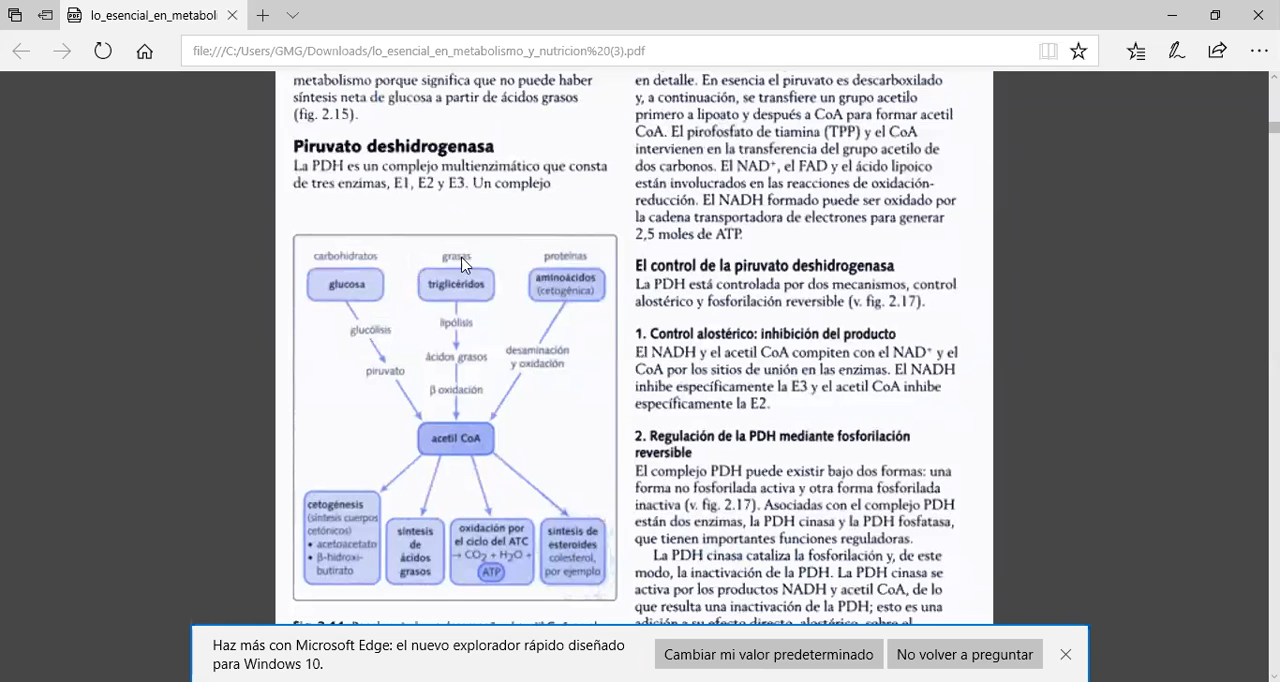 lo_esencial_en_metaboli
file:///C:/Users/GMG/Downloads/lo_esencial_en_metabolismo_y_nutricion%20(3).pdf
metabolismo porque significa que no puede haber
síntesis neta de glucosa a partir de ácidos grasos
(fig. 2.15).
Piruvato deshidrogenasa
La PDH es un complejo multienzimático que consta
de tres enzimas, E1, E2 y E3. Un complejo
carbohidratos
grasas
proteínas
glucosa
triglicéridos
aminoácidos
(cetogénica)
glucólisis
lipólisis
ácidos grasos
desaminación
y oxidación
piruvato
β oxidación
acetil CoA
cetogénesis
(síntesis cuerpos
cetónicos)
• acetoacetato
• β-hidroxi-
butirato
síntesis
de
ácidos
grasos
oxidación por
el ciclo del ATC
→ CO2 + H2O +
ATP
síntesis de
esteroides
colesterol,
por ejemplo
en detalle. En esencia el piruvato es descarboxilado
y, a continuación, se transfiere un grupo acetilo
primero a lipoato y después a CoA para formar acetil
CoA. El pirofosfato de tiamina (TPP) y el CoA
intervienen en la transferencia del grupo acetilo de
dos carbonos. El NAD+, el FAD y el ácido lipoico
están involucrados en las reacciones de oxidación-
reducción. El NADH formado puede ser oxidado por
la cadena transportadora de electrones para generar
2,5 moles de ATP.
El control de la piruvato deshidrogenasa
La PDH está controlada por dos mecanismos, control
alostérico y fosforilación reversible (v. fig. 2.17).
1. Control alostérico: inhibición del producto
El NADH y el acetil CoA compiten con el NAD+ y el
CoA por los sitios de unión en las enzimas. El NADH
inhibe específicamente la E3 y el acetil CoA inhibe
específicamente la E2.
2. Regulación de la PDH mediante fosforilación
reversible
El complejo PDH puede existir bajo dos formas: una
forma no fosforilada activa y otra forma fosforilada
inactiva (v. fig. 2.17). Asociadas con el complejo PDH
están dos enzimas, la PDH cinasa y la PDH fosfatasa,
que tienen importantes funciones reguladoras.
La PDH cinasa cataliza la fosforilación y, de este
modo, la inactivación de la PDH. La PDH cinasa se
activa por los productos NADH y acetil CoA, de lo
que resulta una inactivación de la PDH; esto es una
Haz más con Microsoft Edge: el nuevo explorador rápido diseñado
para Windows 10.
Cambiar mi valor predeterminado
No volver a preguntar